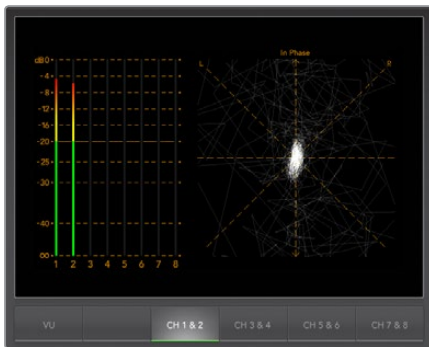 In Phase
dB 0
L
R
-4
-8
-12
-16
-20
-25
-30
-40
∞
1 2 3 4 5 6 7 8
VU
CH 1 & 2
CH 3 & 4
CH 5 & 6
CH 7 & 8